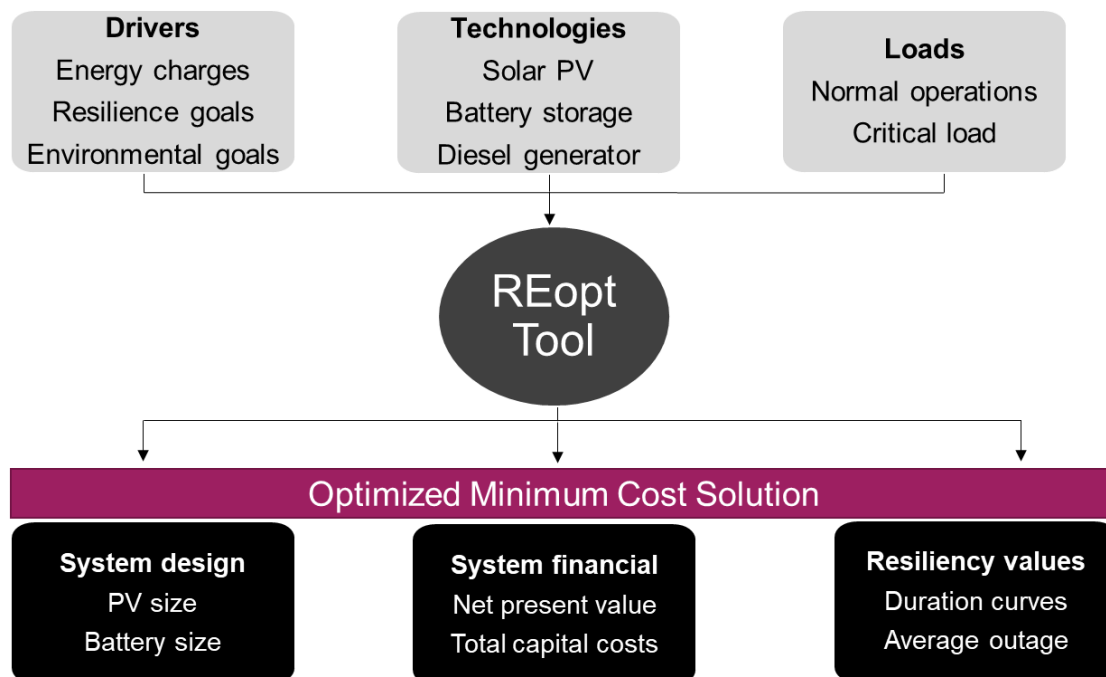 Drivers
Energy charges
Resilience goals
Environmental goals
Technologies
Solar PV
Battery storage
Diesel generator
Loads
Normal operations
Critical load
REopt
Tool
Optimized Minimum Cost Solution
System design
PV size
Battery size
System financial
Net present value
Total capital costs
Resiliency values
Duration curves
Average outage